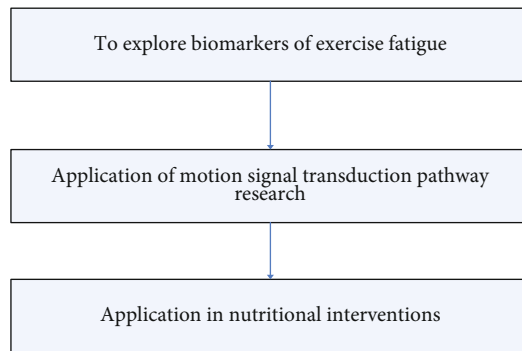 To explore biomarkers of exercise fatigue
Application of motion signal transduction pathway
research
Application in nutritional interventions